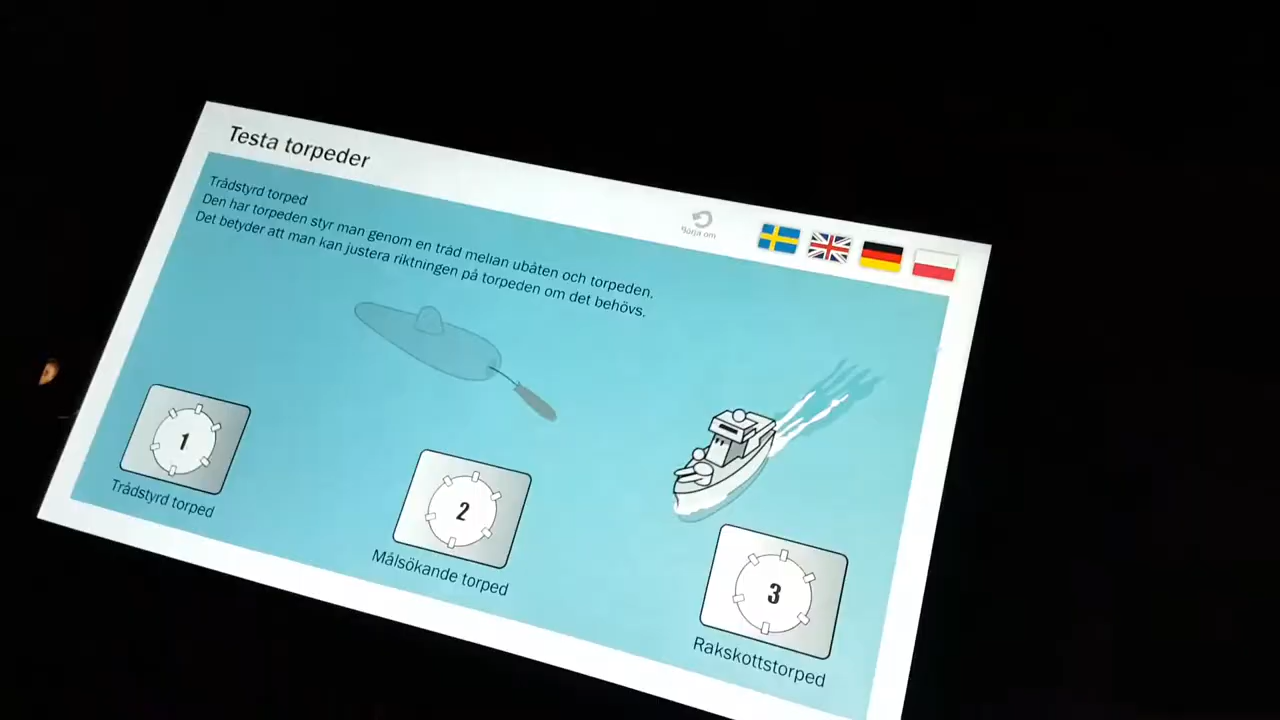 Testa torpeder
Börja om
Trådstyrd torped
Den här torpeden styr man genom en tråd mellan ubåten och torpeden.
Det betyder att man kan justera riktningen på torpeden om det behövs.
1
Trådstyrd torped
2
Målsökande torped
3
Rakskottstorped